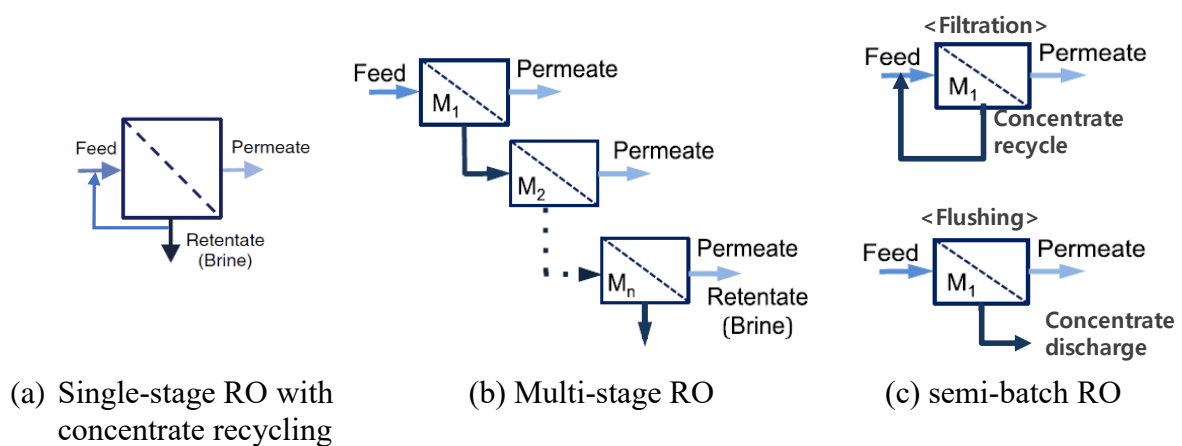 Feed
Permeate
Retentate
(Brine)
(a) Single-stage RO with
concentrate recycling
Feed
Permeate
M1
Permeate
M2
Permeate
Mn
Retentate
(Brine)
(b) Multi-stage RO
<Filtration>
Feed
Permeate
M1
Concentrate
recycle
<Flushing>
Feed
Permeate
M1
Concentrate
discharge
(c) semi-batch RO